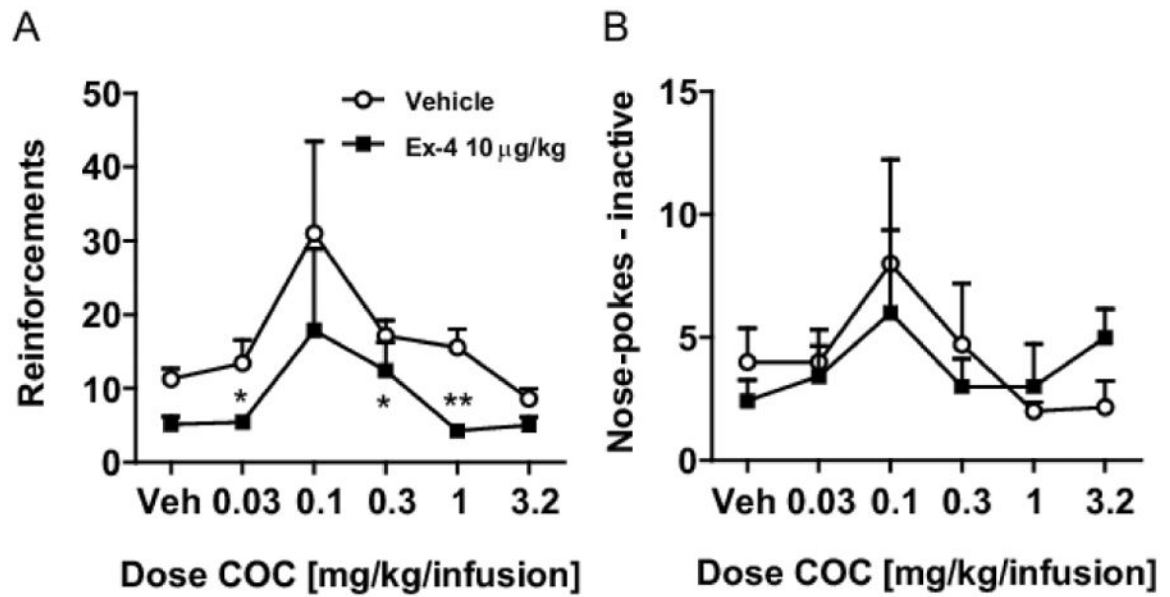 A
Reinforcements
50
40
30
20
10
0
Vehicle
Ex-4 10 μg/kg
*
*
**
Veh 0.03 0.1 0.3 1 3.2
Dose COC [mg/kg/infusion]
B
Nose-pokes - inactive
15
10
5
0
Veh 0.03 0.1 0.3 1 3.2
Dose COC [mg/kg/infusion]